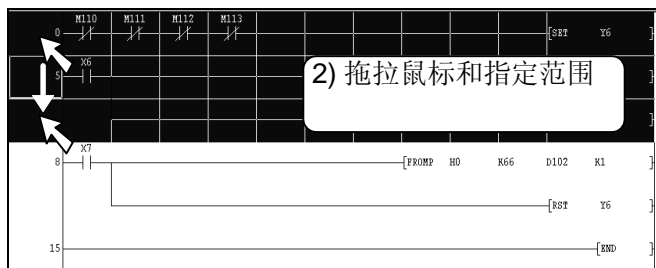 M110 M111 M112 M113
0 [SET Y6 ]
X6
5 ]
2) 拖拉鼠标和指定范围
]
X7
8 [FROMP H0 K66 D102 K1 ]
[RST Y6 ]
15 [END ]